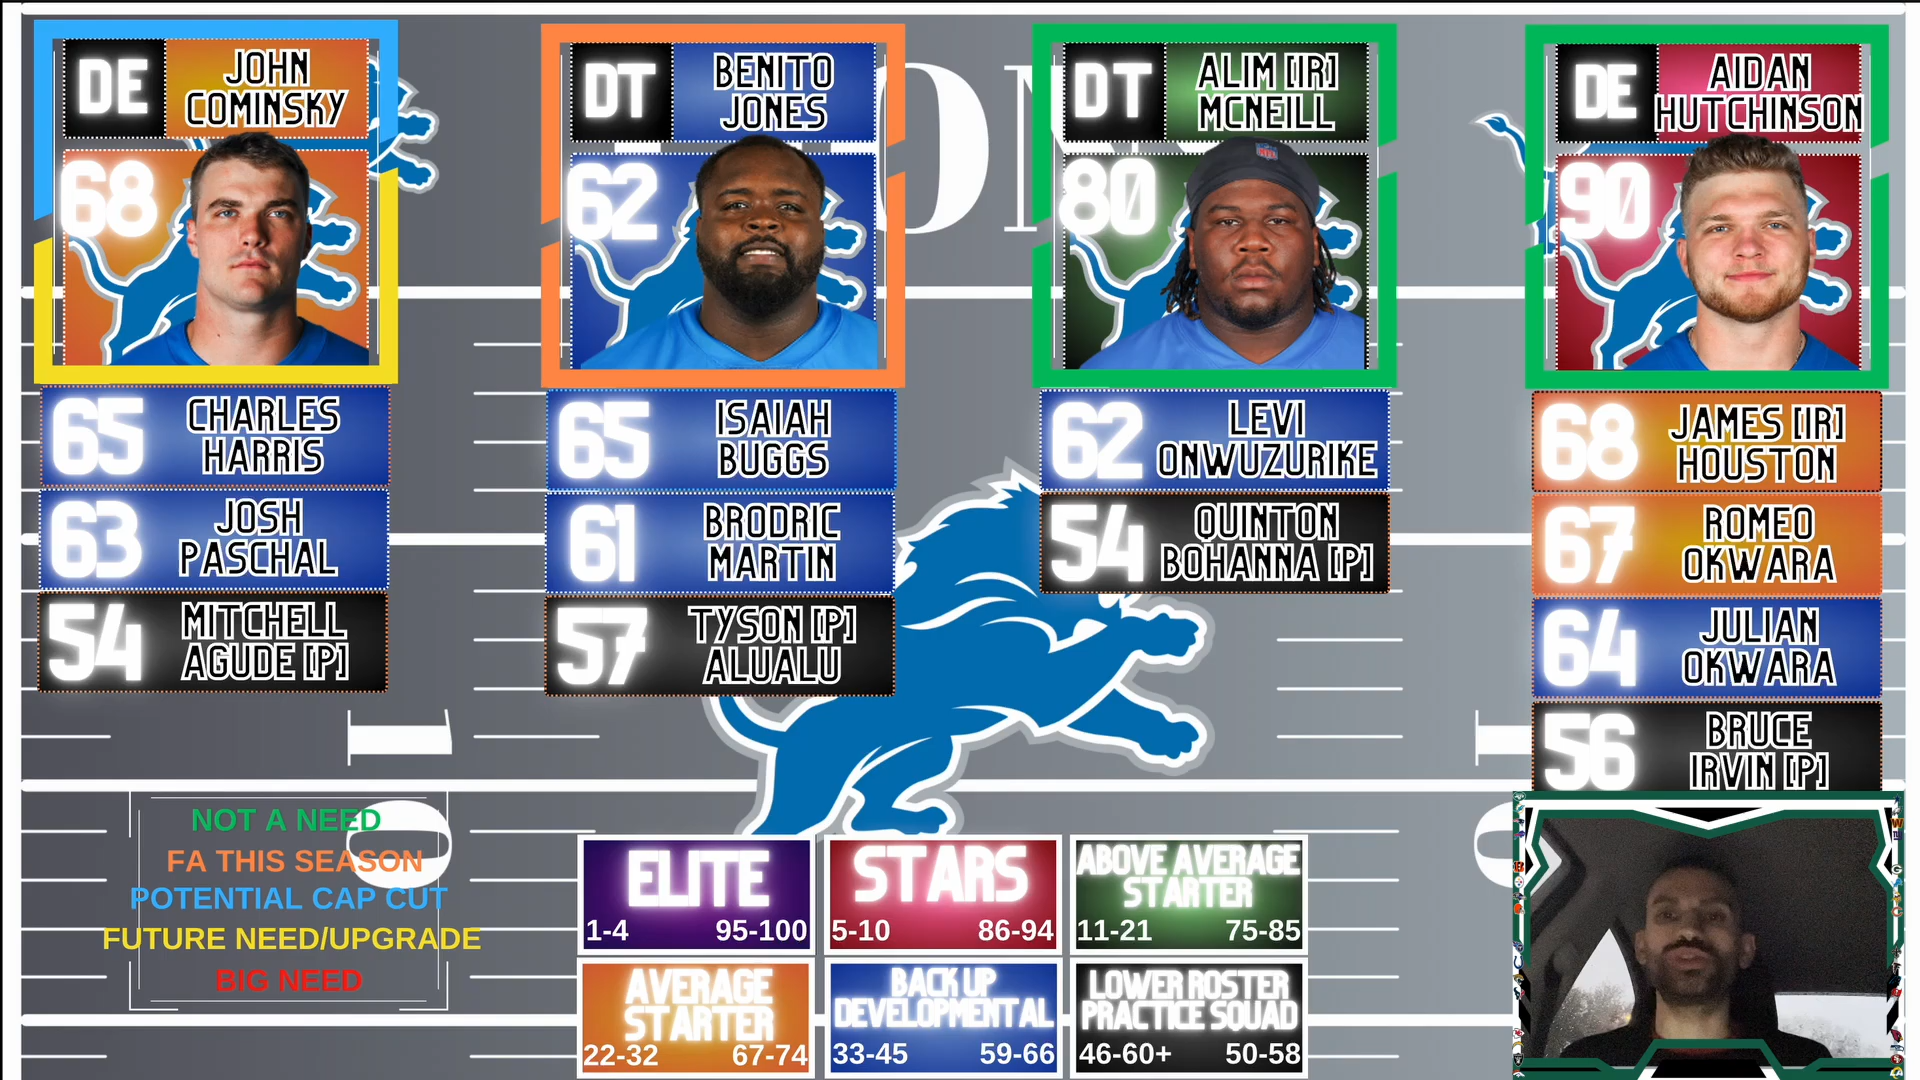 DE
JOHN
COMINSKY
68
65
CHARLES
HARRIS
63
JOSH
PASCHAL
54
MITCHELL
AGUDE [P]
DT
BENITO
JONES
62
65
ISAIAH
BUGGS
61
BRODRIC
MARTIN
57
TYSON [P]
ALUALU
DT
ALIM [IR]
MCNEILL
80
62
LEVI
ONWUZURIKE
54
QUINTON
BOHANNA [P]
DE
AIDAN
HUTCHINSON
90
68
JAMES [IR]
HOUSTON
67
ROMEO
OKWARA
64
JULIAN
OKWARA
56
BRUCE
IRVIN [P]
NOT A NEED
FA THIS SEASON
POTENTIAL CAP CUT
FUTURE NEED/UPGRADE
BIG NEED
ELITE
1-4 95-100
STARS
5-10 86-94
ABOVE AVERAGE
STARTER
11-21 75-85
AVERAGE
STARTER
22-32 67-74
BACK UP
DEVELOPMENTAL
33-45 59-66
LOWER ROSTER
PRACTICE SQUAD
46-60+ 50-58